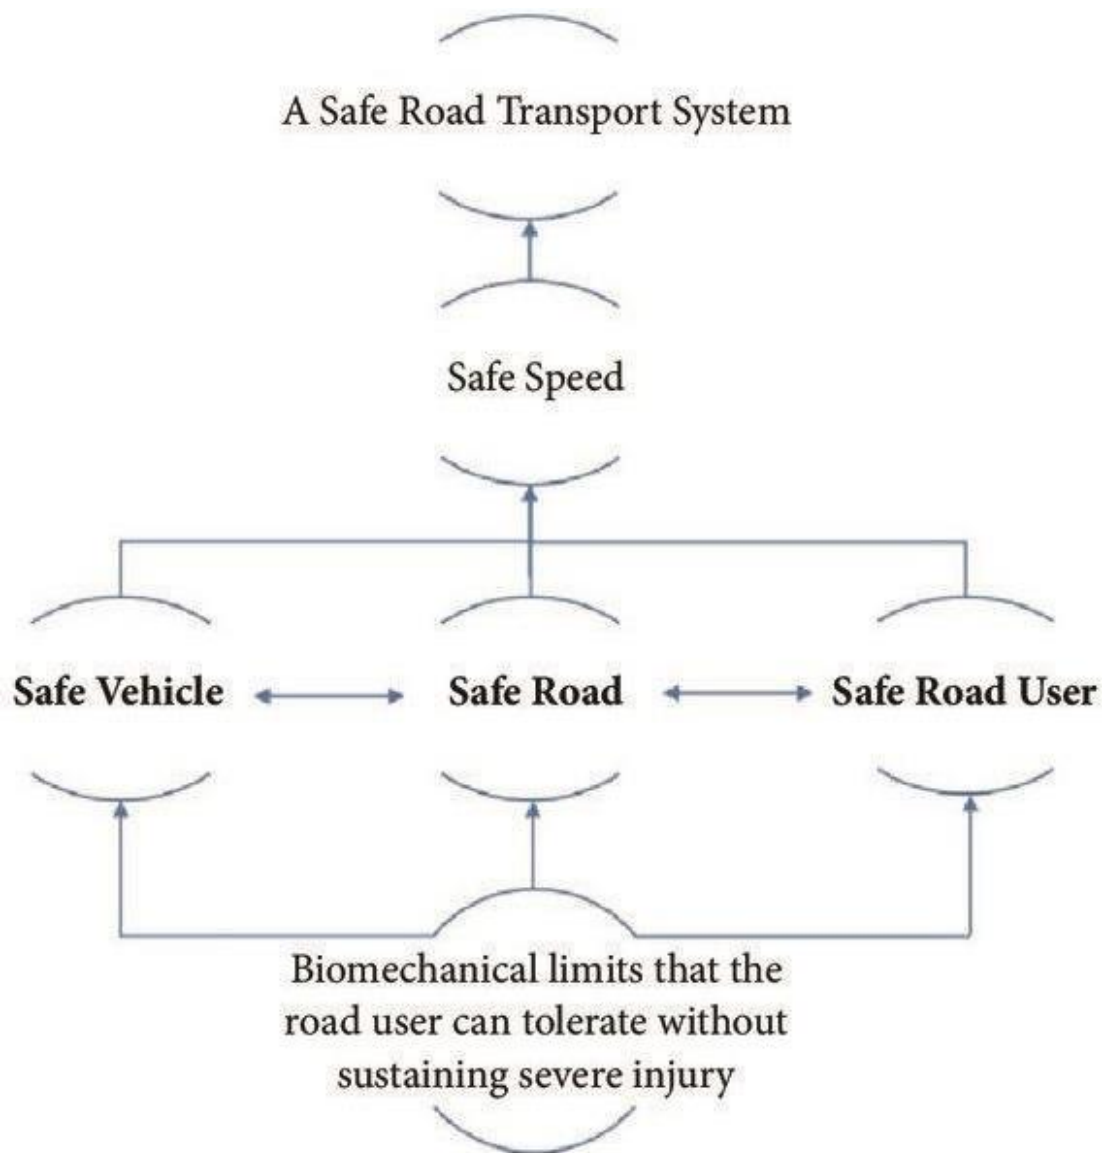 A Safe Road Transport System
Safe Speed
Safe Vehicle
Safe Road
Safe Road User
Biomechanical limits that the
road user can tolerate without
sustaining severe injury